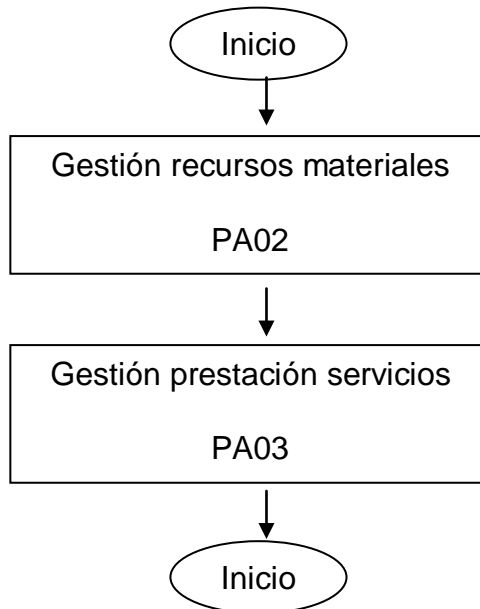 Inicio
Gestión recursos materiales
PA02
Gestión prestación servicios
PA03
Inicio